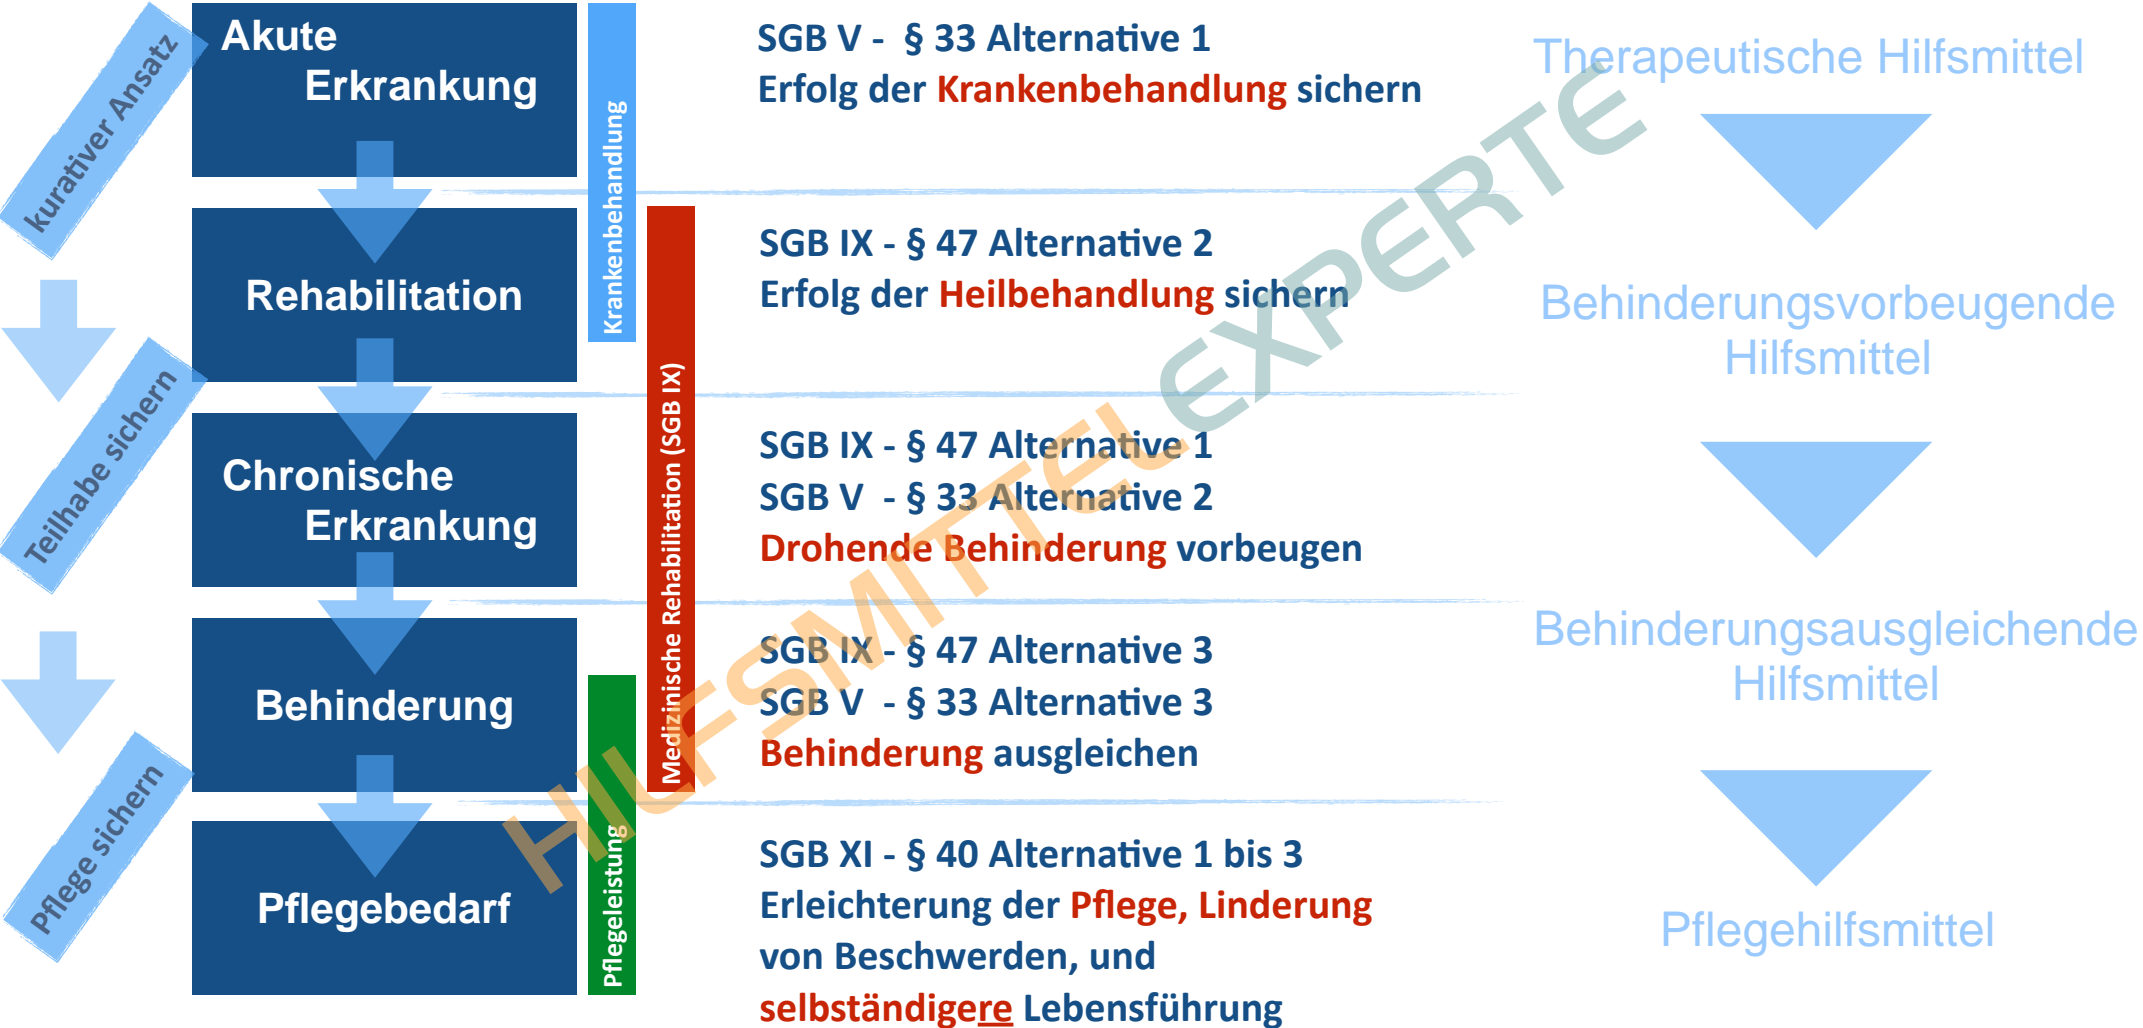 kurativer Ansatz
Teilhabe sichern
Pflege sichern
Akute
Erkrankung
Rehabilitation
Chronische
Erkrankung
Behinderung
Pflegebedarf
Krankenbehandlung
Medizinische Rehabilitation (SGB IX)
Pflegeleistung
SGB V - § 33 Alternative 1
Erfolg der Krankenbehandlung sichern
SGB IX - § 47 Alternative 2
Erfolg der Heilbehandlung sichern
SGB IX - § 47 Alternative 1
SGB V - § 33 Alternative 2
Drohende Behinderung vorbeugen
SGB IX - § 47 Alternative 3
SGB V - § 33 Alternative 3
Behinderung ausgleichen
SGB XI - § 40 Alternative 1 bis 3
Erleichterung der Pflege, Linderung
von Beschwerden, und
selbständigere Lebensführung
Therapeutische Hilfsmittel
Behinderungsvorbeugende
Hilfsmittel
Behinderungsausgleichende
Hilfsmittel
Pflegehilfsmittel
HILFSMITTELEXPERTE